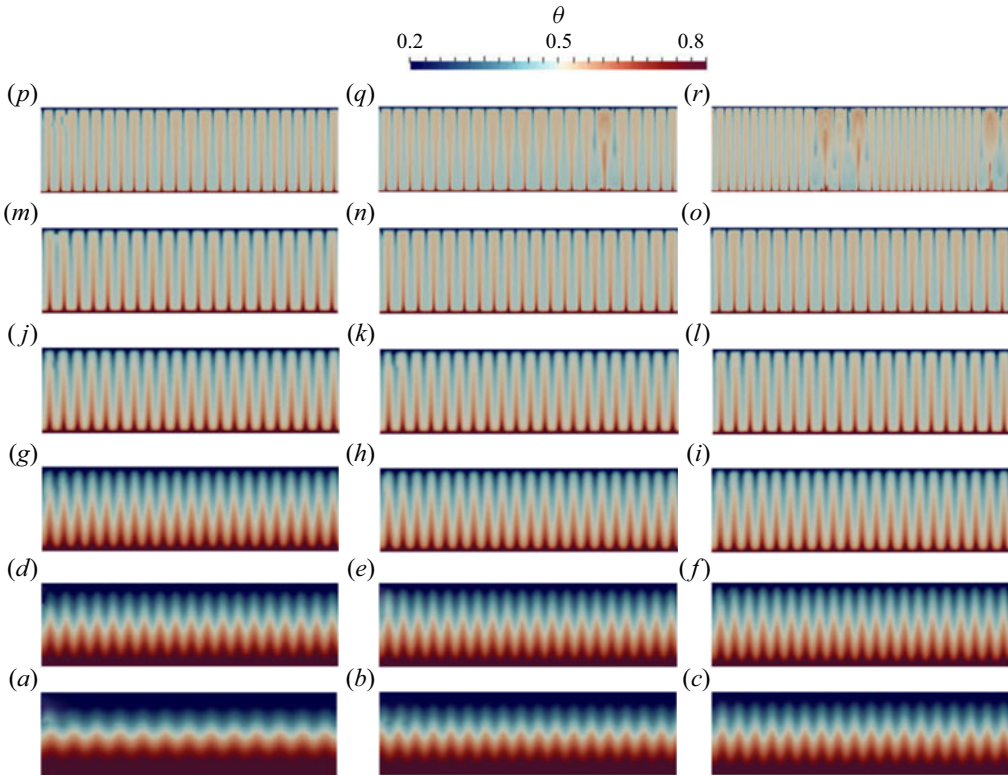 θ
0.2 0.5 0.8
(p) (q) (r)
(m) (n) (o)
(j) (k) (l)
(g) (h) (i)
(d) (e) (f)
(a) (b) (c)